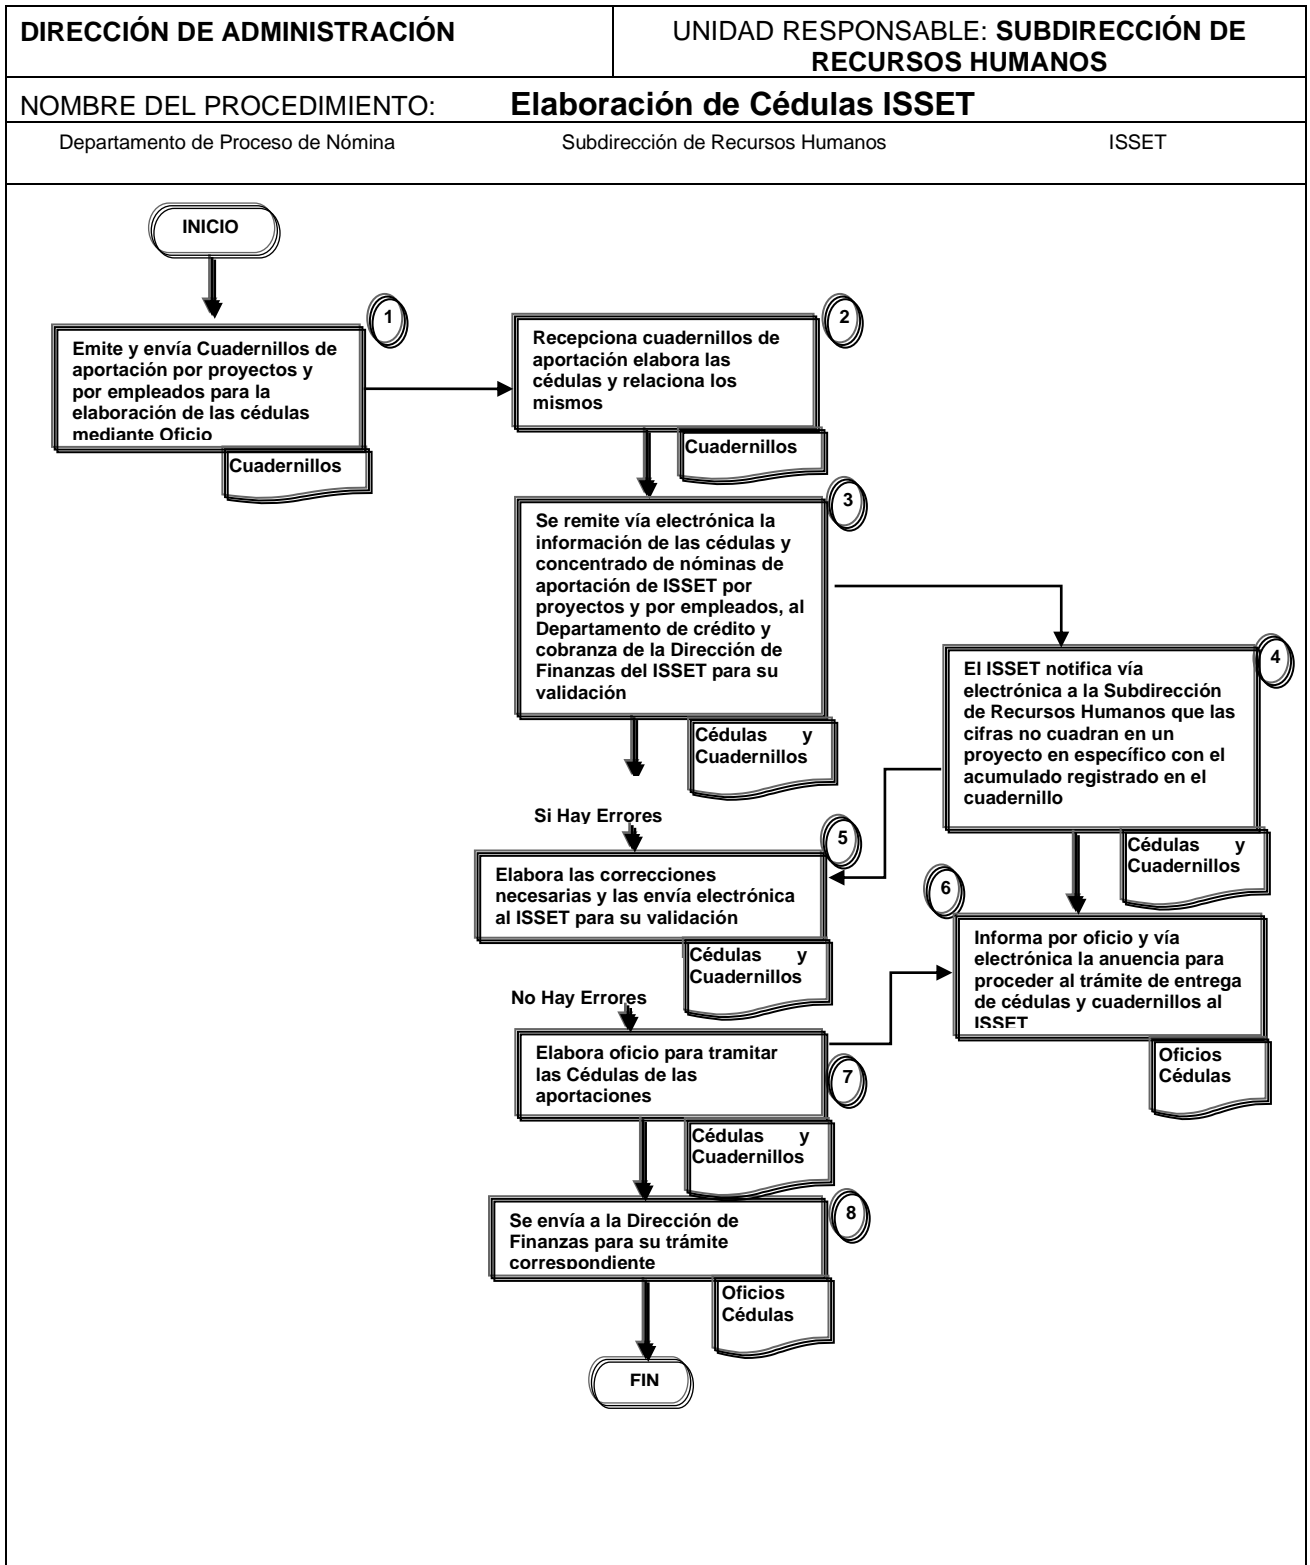 DIRECCIÓN DE ADMINISTRACIÓN
UNIDAD RESPONSABLE: SUBDIRECCIÓN DE
RECURSOS HUMANOS
NOMBRE DEL PROCEDIMIENTO: Elaboración de Cédulas ISSET
Departamento de Proceso de Nómina
Subdirección de Recursos Humanos
ISSET
INICIO
1
Emite y envía Cuadernillos de
aportación por proyectos y
por empleados para la
elaboración de las cédulas
mediante Oficio
Cuadernillos
2
Recepciona cuadernillos de
aportación elabora las
cédulas y relaciona los
mismos
Cuadernillos
3
Se remite vía electrónica la
información de las cédulas y
concentrado de nóminas de
aportación de ISSET por
proyectos y por empleados, al
Departamento de crédito y
cobranza de la Dirección de
Finanzas del ISSET para su
validación
Cédulas y
Cuadernillos
4
El ISSET notifica vía
electrónica a la Subdirección
de Recursos Humanos que las
cifras no cuadran en un
proyecto en específico con el
acumulado registrado en el
cuadernillo
Cédulas y
Cuadernillos
Si Hay Errores
5
Elabora las correcciones
necesarias y las envía electrónica
al ISSET para su validación
Cédulas y
Cuadernillos
6
Informa por oficio y vía
electrónica la anuencia para
proceder al trámite de entrega
de cédulas y cuadernillos al
ISSET
Oficios
Cédulas
No Hay Errores
Elabora oficio para tramitar
las Cédulas de las
aportaciones
7
Cédulas y
Cuadernillos
8
Se envía a la Dirección de
Finanzas para su trámite
correspondiente
Oficios
Cédulas
FIN